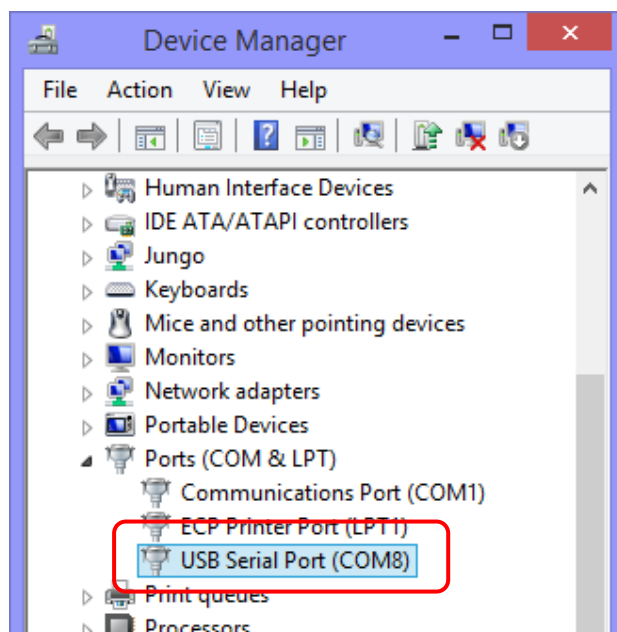 Device Manager
File Action View Help
Human Interface Devices
IDE ATA/ATAPI controllers
Jungo
Keyboards
Mice and other pointing devices
Monitors
Network adapters
Portable Devices
Ports (COM & LPT)
Communications Port (COM1)
ECP Printer Port (LPT1)
USB Serial Port (COM8)
Print queues
Processors